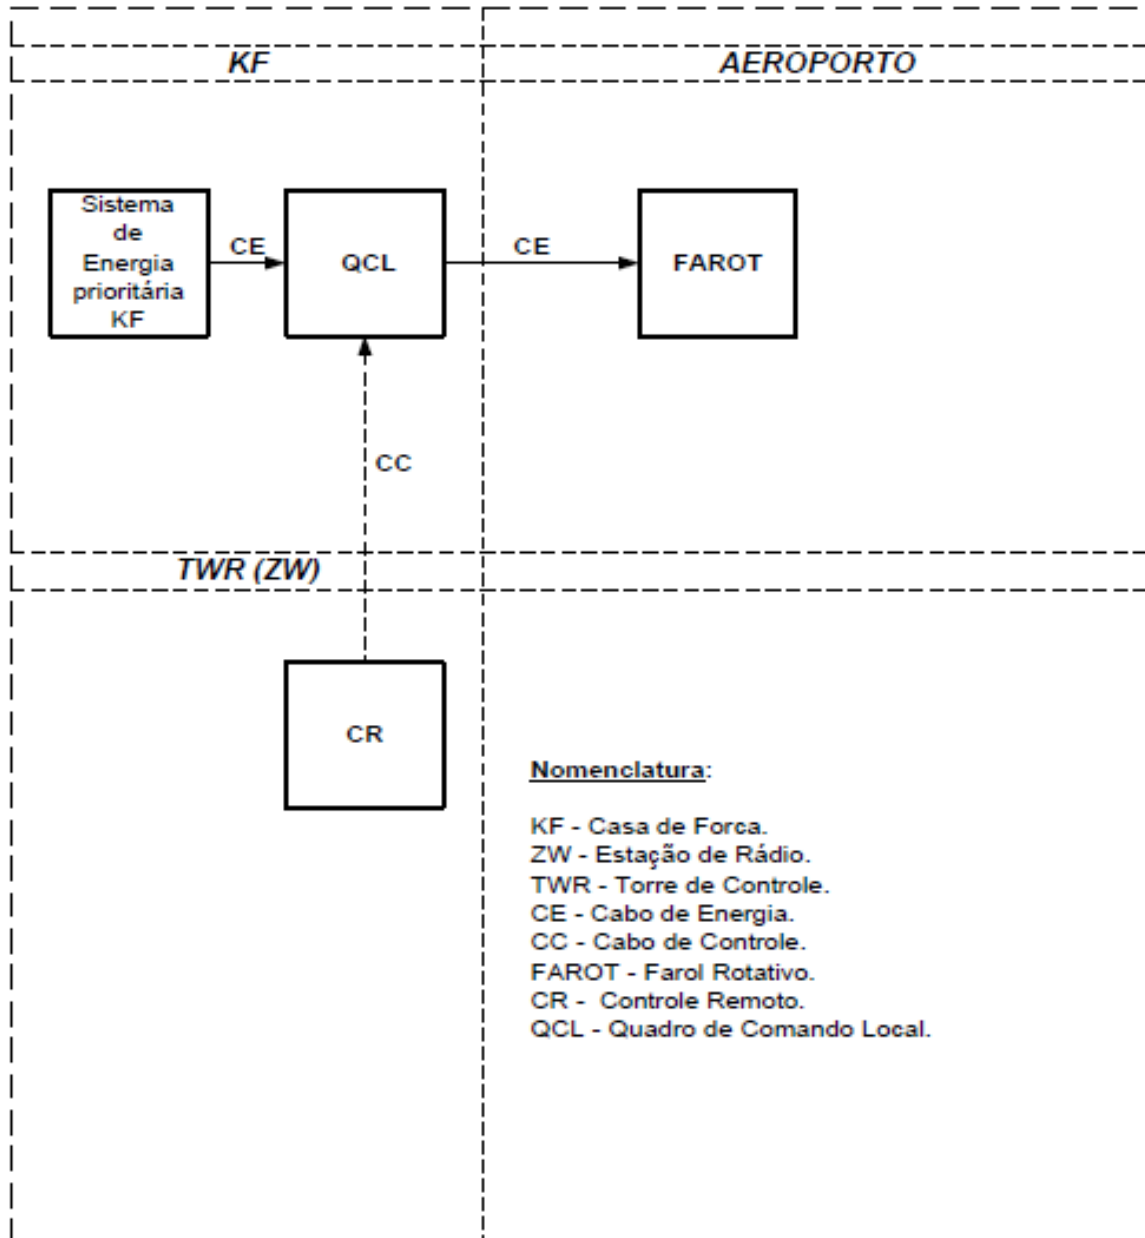 KF
AEROPORTO
Sistema
de
Energia
prioritária
KF
CE
QCL
CE
FAROT
CC
TWR (ZW)
CR
Nomenclatura:
KF - Casa de Forca.
ZW - Estação de Rádio.
TWR - Torre de Controle.
CE - Cabo de Energia.
CC - Cabo de Controle.
FAROT - Farol Rotativo.
CR - Controle Remoto.
QCL - Quadro de Comando Local.